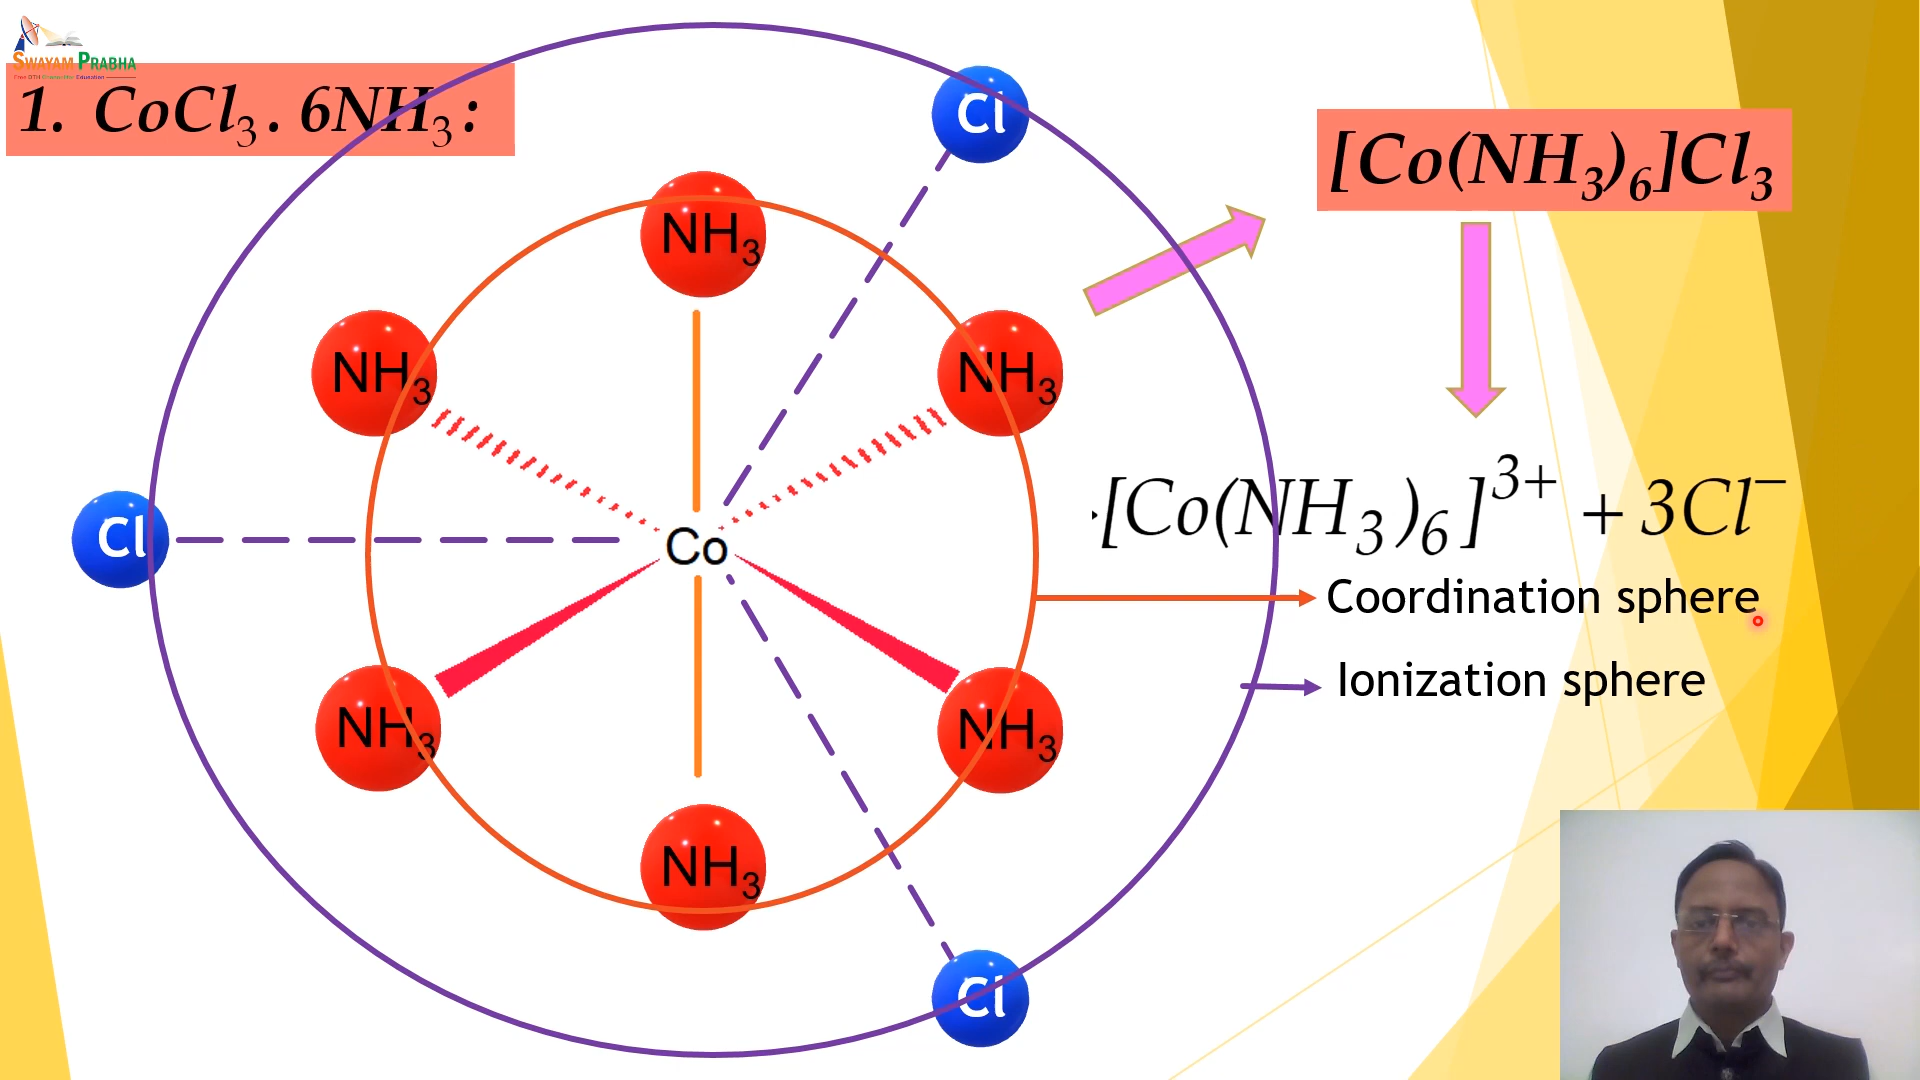 SWAYAM PRABHA
1. CoCl₃ . 6NH₃ :
[Co(NH₃)₆]Cl₃
Cl
NH₃
NH₃
NH₃
[Co(NH₃)₆]³⁺ + 3Cl⁻
Cl
Co
Coordination sphere
Ionization sphere
NH₃
NH₃
NH₃
Cl